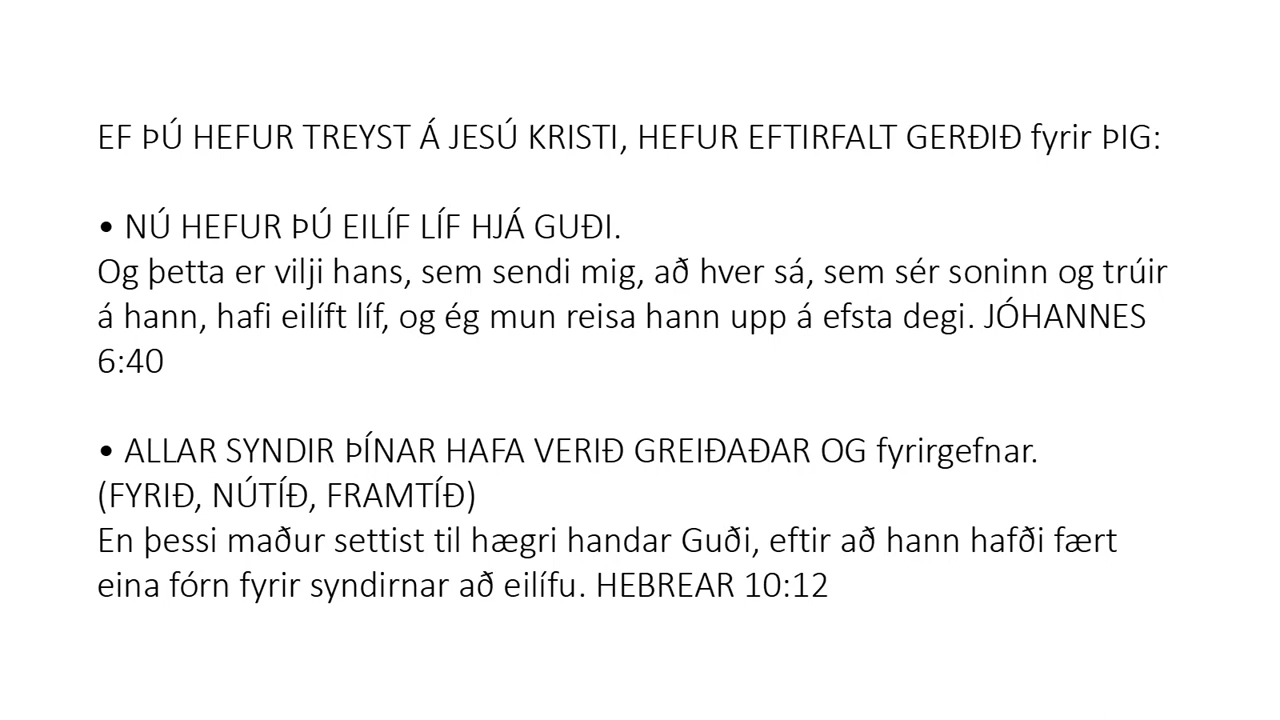 EF ÞÚ HEFUR TREYST Á JESÚ KRISTI, HEFUR EFTIRFALT GERÐIÐ fyrir ÞIG:
• NÚ HEFUR ÞÚ EILÍF LÍF HJÁ GUÐI.
Og þetta er vilji hans, sem sendi mig, að hver sá, sem sér soninn og trúir
á hann, hafi eilíft líf, og ég mun reisa hann upp á efsta degi. JÓHANNES
6:40
• ALLAR SYNDIR ÞÍNAR HAFA VERIÐ GREIÐAÐAR OG fyrirgefnar.
(FYRIÐ, NÚTÍÐ, FRAMTÍÐ)
En þessi maður settist til hægri handar Guði, eftir að hann hafði fært
eina fórn fyrir syndirnar að eilífu. HEBREAR 10:12